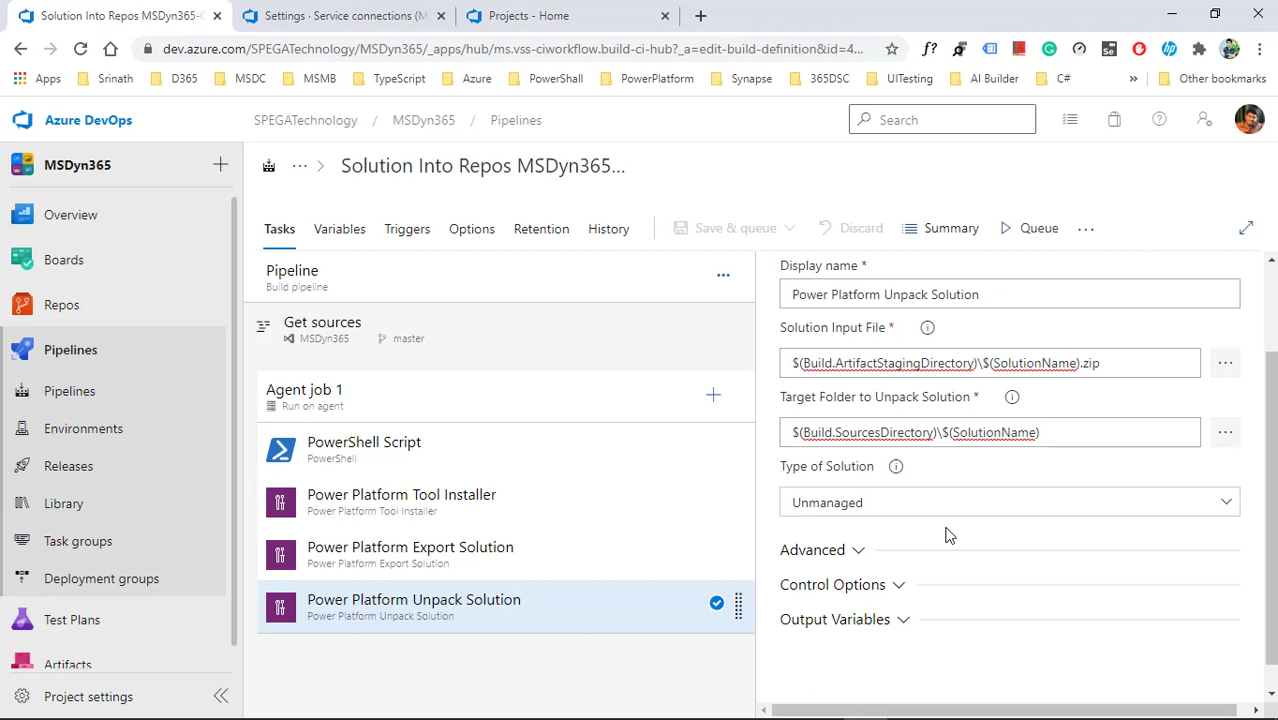 Solution Into Repos MSDyn365-C
Settings · Service connections (M
Projects - Home
dev.azure.com/SPEGATechnology/MSDyn365/_apps/hub/ms.vss-ciworkflow.build-ci-hub?_a=edit-build-definition&id=4...
Apps
Srinath
D365
MSDC
MSMB
TypeScript
Azure
PowerShall
PowerPlatform
Synapse
365DSC
UITesting
AI Builder
C#
»
Other bookmarks
Azure DevOps
SPEGATechnology / MSDyn365 / Pipelines
Search
MSDyn365
Overview
Boards
Repos
Pipelines
Pipelines
Environments
Releases
Library
Task groups
Deployment groups
Test Plans
Artifacts
Project settings
··· > Solution Into Repos MSDyn365...
Tasks
Variables
Triggers
Options
Retention
History
Save & queue
Discard
Summary
Queue
···
Pipeline
Build pipeline
Get sources
MSDyn365
master
Agent job 1
Run on agent
PowerShell Script
PowerShell
Power Platform Tool Installer
Power Platform Tool Installer
Power Platform Export Solution
Power Platform Export Solution
Power Platform Unpack Solution
Power Platform Unpack Solution
Display name *
Power Platform Unpack Solution
Solution Input File *
$(Build.ArtifactStagingDirectory)\$(SolutionName).zip
Target Folder to Unpack Solution *
$(Build.SourcesDirectory)\$(SolutionName)
Type of Solution
Unmanaged
Advanced
Control Options
Output Variables